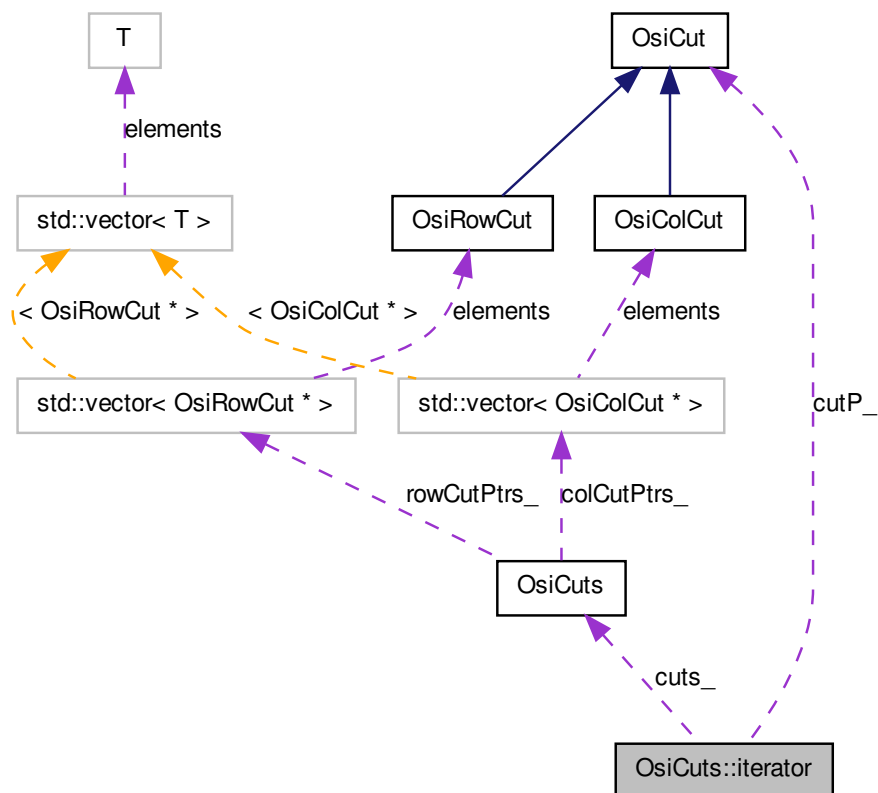 T
OsiCut
elements
std::vector< T >
OsiRowCut
OsiColCut
< OsiRowCut * >
< OsiColCut * >
elements
elements
std::vector< OsiRowCut * >
std::vector< OsiColCut * >
cutP_
rowCutPtrs_
colCutPtrs_
OsiCuts
cuts_
OsiCuts::iterator